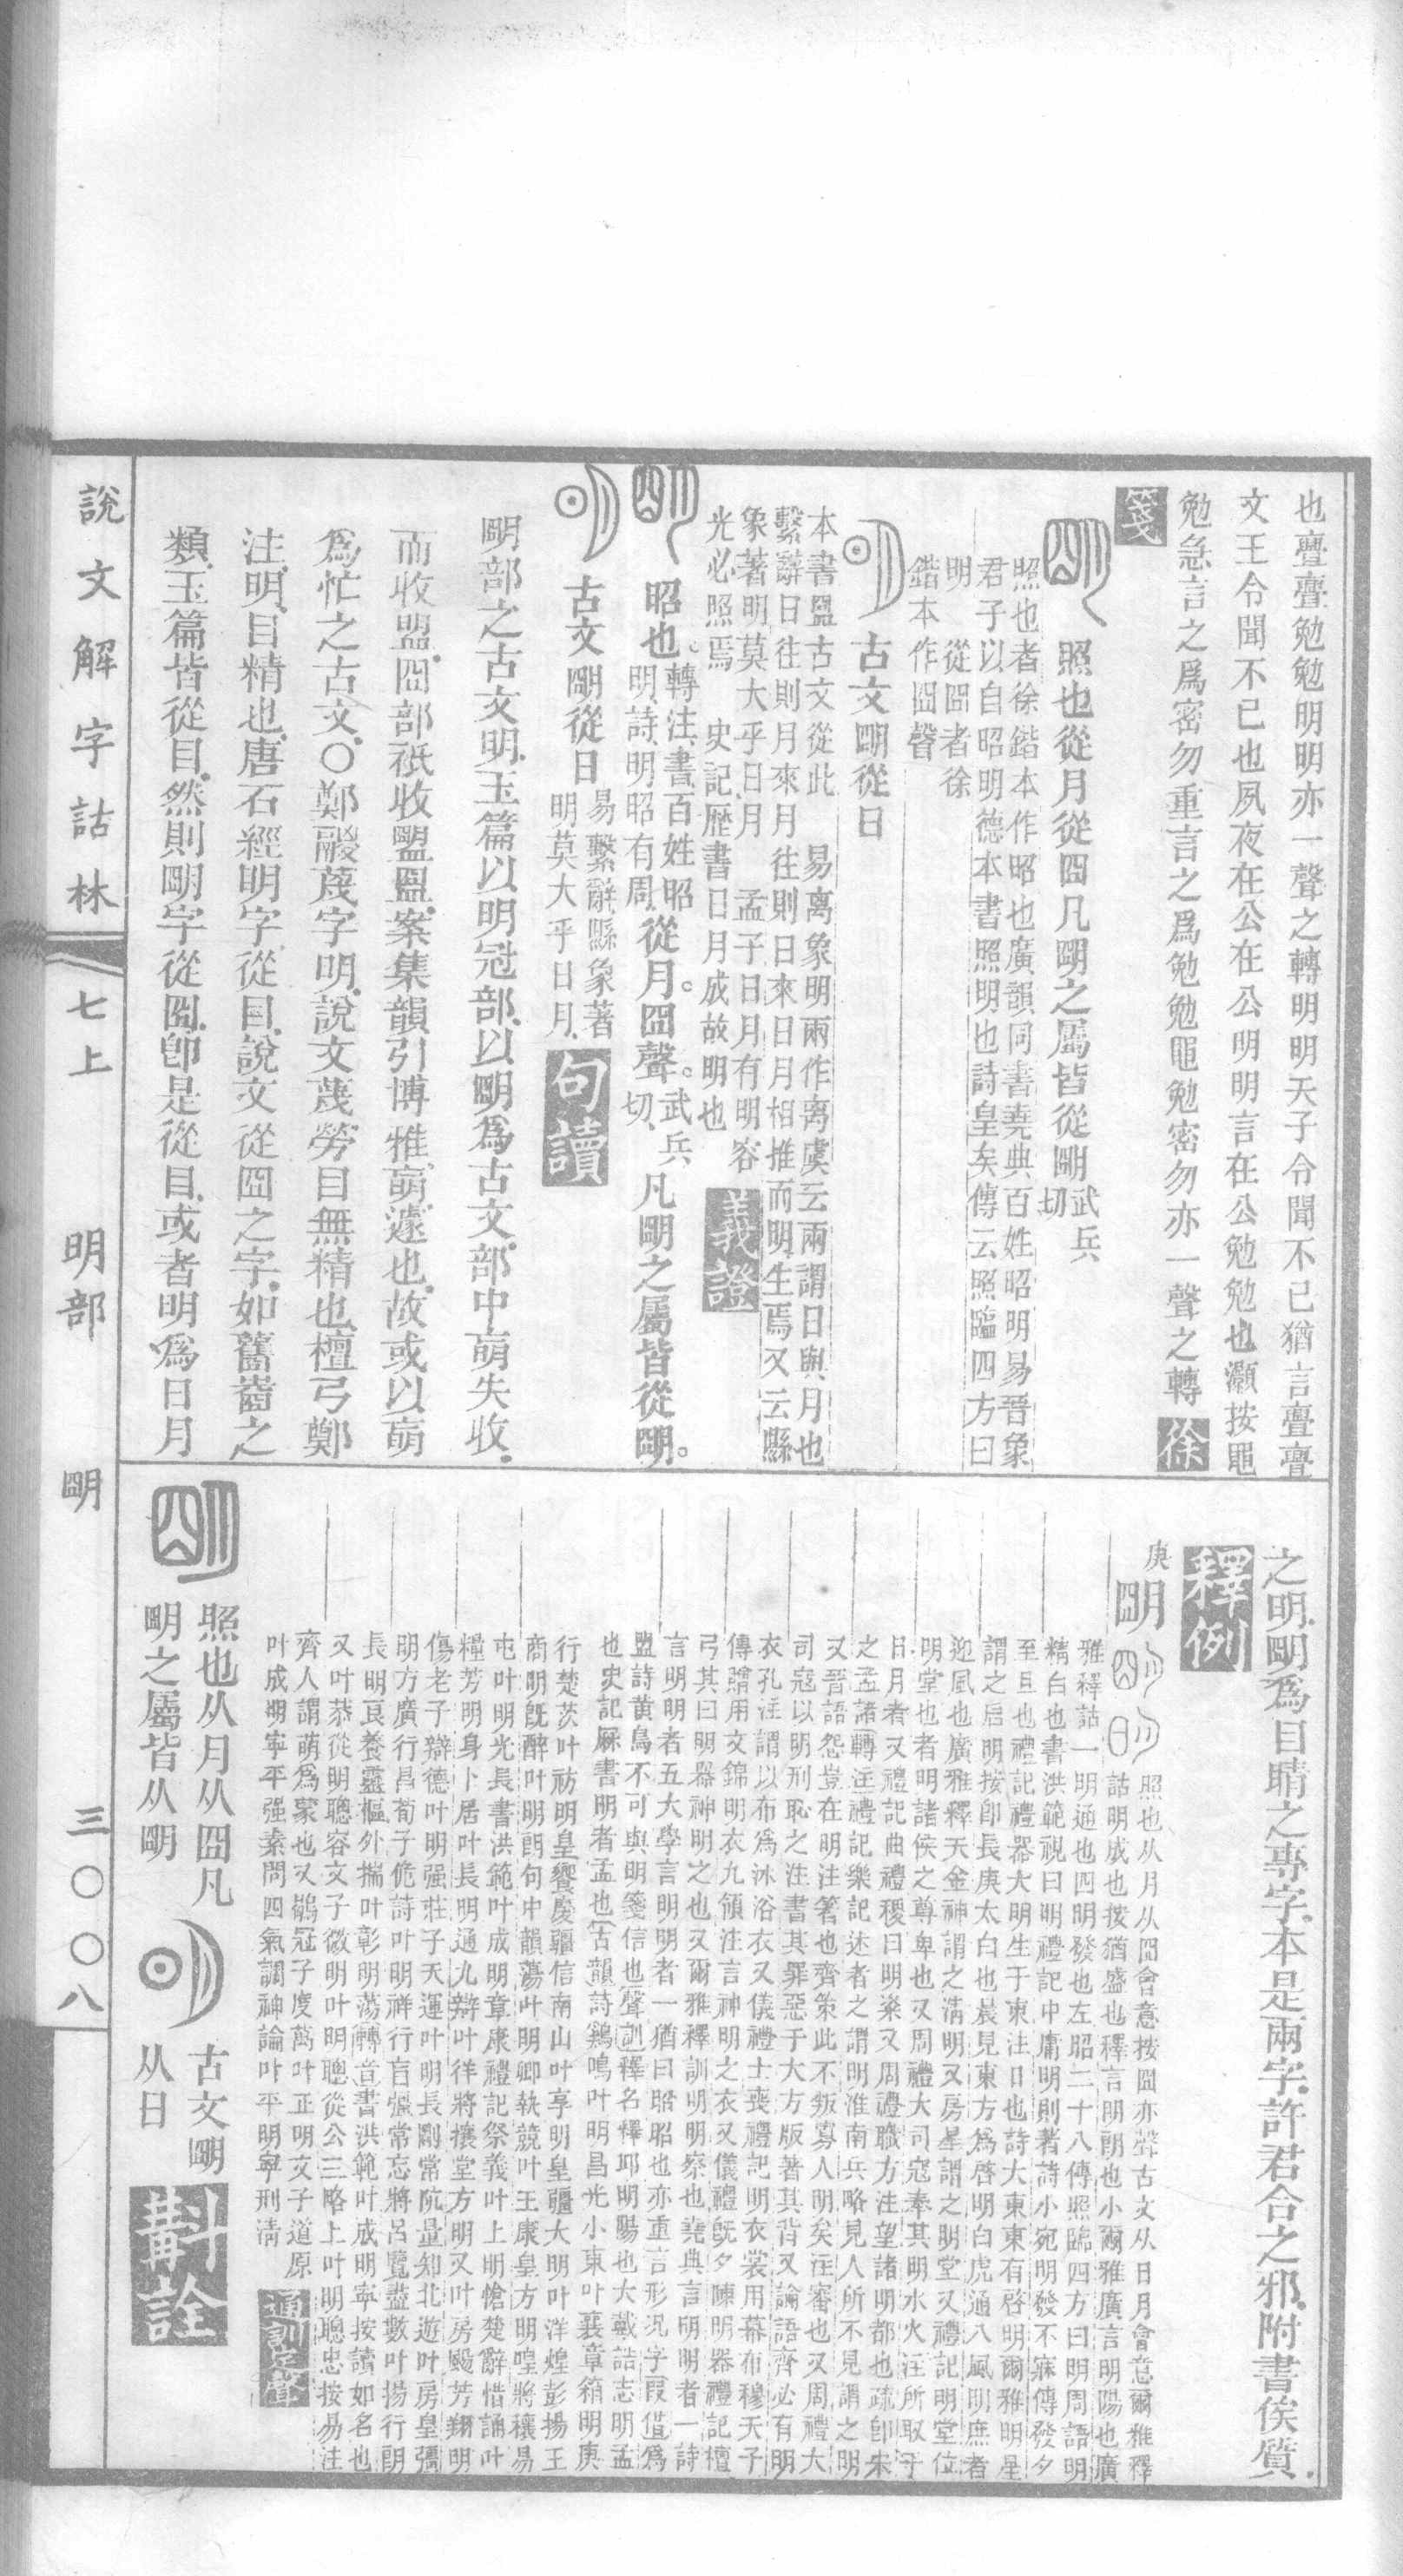 也亹亹勉勉明明亦一聲之轉明明天子令聞不已猶言亹亹
文王令聞不已也夙夜在公在公明明言在公勉勉也灝按黽
勉急言之爲密勿重言之爲勉勉黽勉密勿亦一聲之轉 徐
箋
朙 照也從月從囧凡朙之屬皆從朙 武兵
切
照也者徐鍇本作昭也廣韻同書堯典百姓昭明易晉象
君子以自昭明德本書照明也詩皇矣傳云照臨四方曰
明 從囧者徐
鍇本作囧聲
明 古文朙從日
本書盟古文從此 易离象明兩作离虞云兩謂日與月也
繫辭日往則月來月往則日來日月相推而明生焉又云縣
象著明莫大乎日月 孟子日月有明容
光必照焉 史記歷書日月成故明也 義證
朙 昭也。轉注、書、百姓昭
明、詩、明昭有周、從月。囧聲。武兵
切、凡朙之屬皆從朙。
明 古文朙從日 易繫辭縣象著
明莫大乎日月、 句讀
朙部之古文明、玉篇以明冠部、以朙爲古文、部中𦕈失收、
而收盟、囧部祇收盥盟、案集韻引博雅、𦕈、遽也、故或以𦕈
爲忙之古文、〇鄭
注、明、目精也、唐石經明字、從目、說文從囧之字、如舊齒之
類、玉篇皆從目、然則朙字從囧、卽是從目、或者明爲日月
之明、朙爲目睛之專字、本是兩字、許君合之邪、附書俟質、
釋例
庚 朙 照也从月从囧會意按囧亦聲古文从日月會意爾雅釋
詁明成也按猶盛也釋言明朗也小爾雅廣言明陽也廣
雅釋詁一明通也四明發也左昭二十八傳照臨四方曰明周語明
精白也書洪範視曰明禮記中庸明則著詩小宛明發不寐傳發夕
至旦也禮記禮器大明生于東注日也詩大東東有啓明爾雅明星
謂之启明按卽長庚太白也晨見東方爲啓明白虎通八風明庶者
迎風也廣雅釋天金神謂之淸明又房星謂之明堂又禮記明堂位
明堂也者明諸侯之尊卑也又周禮大司寇奉其明水火注所取于
日月者又禮記曲禮稷曰明粢又周禮職方注望諸明都也疏卽朱
之孟諸轉注禮記樂記述者之謂明淮南兵略見人所不見謂之明
又晉語怨豈在明注箸也齊策此不叛寡人明矣注審也又周禮大
司寇以明刑恥之注書其罪惡于大方版著其背又論語齊必有明
衣孔注謂以布爲沐浴衣又儀禮士喪禮記明衣裳用幕布穆天子
傳贈用文錦明衣九領注言神明之衣又儀禮旣夕陳明器禮記檀
弓其曰明器神明之也又爾雅釋訓明明察也堯典言明明者一詩
言明明者五大學言明明者一猶曰昭昭也亦重言形況字叚借爲
盟詩黃鳥不可與明箋信也聲訓釋名釋邱明陽也大戴誥志明孟
也史記厤書明者孟也古韻詩鷄鳴叶明昌光小東叶襄章箱明庚
行楚茨叶祊明皇饗慶疆信南山叶享明皇疆大明叶洋煌彭揚王
商明旣醉叶明朗句中韻蕩叶明卿執競叶王康皇方明喤將穰易
屯叶明光長書洪範叶成明章康禮記祭義叶上明愴楚辭惜誦叶
糧芳明身卜居叶長明通九辯叶徉將攘堂方明又叶房颺芳翔明
傷老子辯德叶明强莊子天運叶明長剛常阬量知北遊叶房皇彊
明方廣行昌荀子佹詩叶明祥行盲彊常忘將呂覽盡數叶揚行朗
長明良養靈樞外揣叶彰明蕩轉音書洪範叶成明寧按讀如名也
又叶恭從明聰容文子微明叶明聰從公三略上叶明聰忠按易注
齊人謂萌爲蒙也又鶡冠子度萬叶正明文子道原
叶成明寧平强素問四氣調神論叶平明寧刑淸 通訓定聲
朙 照也从月从囧凡
朙之屬皆从朙
明 古文朙
从日 斠詮
說文解字詁林 七上 明部 朙 三〇〇八